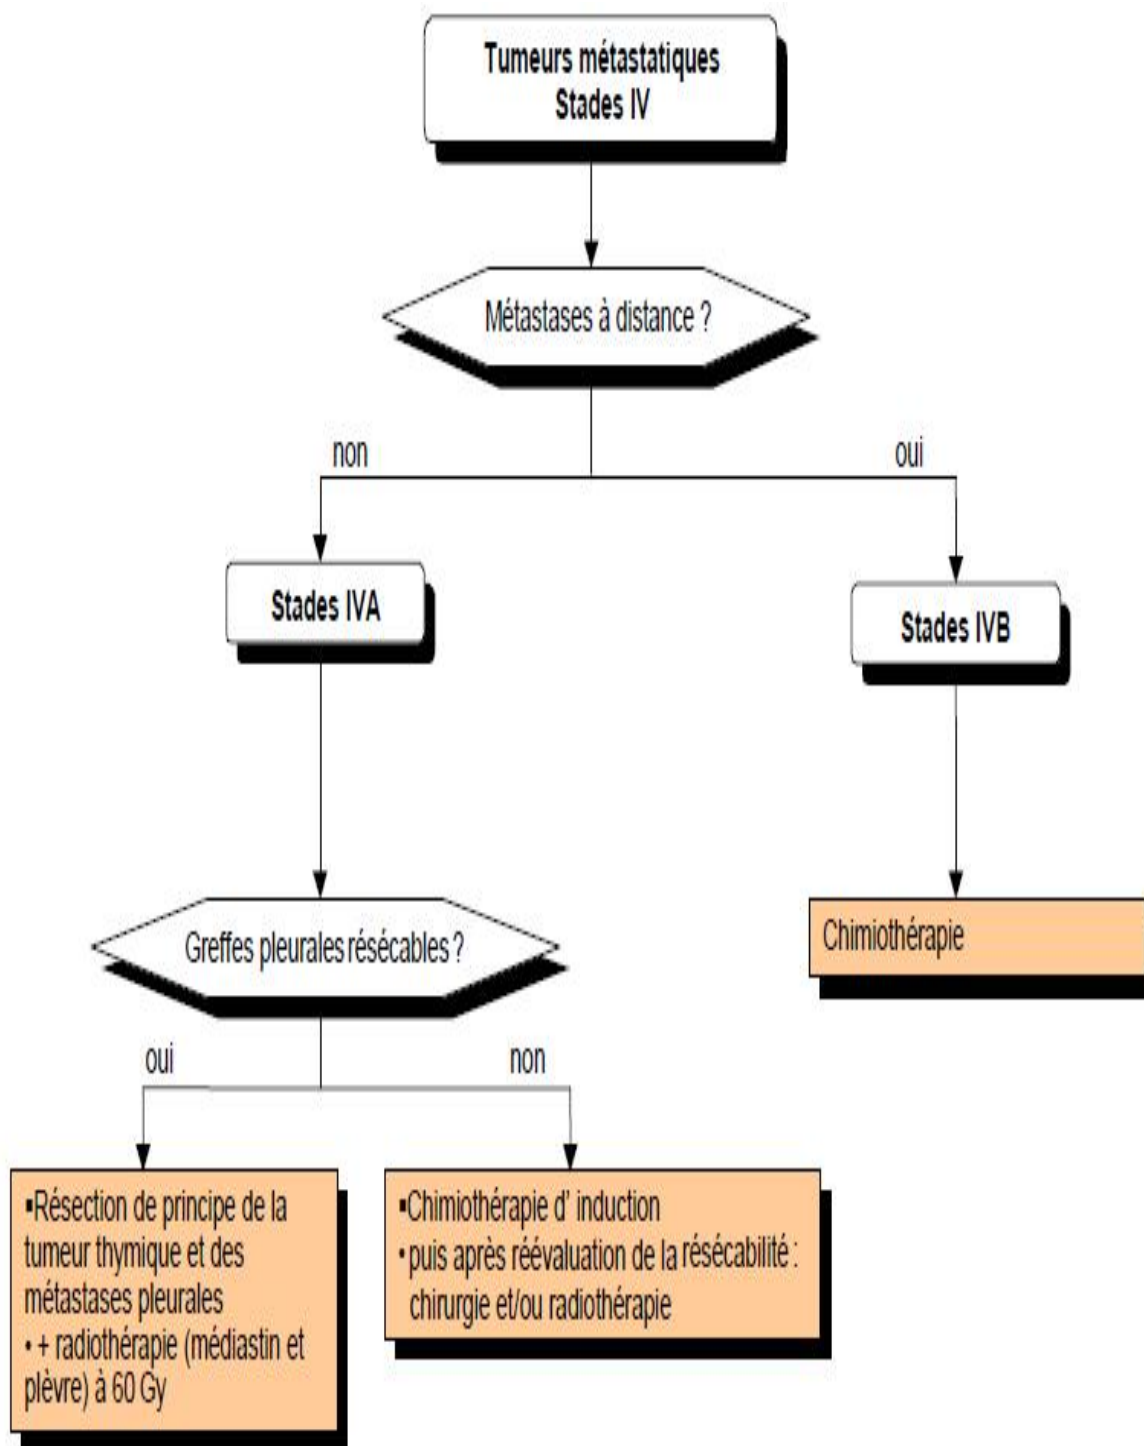 Tumeurs métastatiques
Stades IV
Métastases à distance ?
non
oui
Stades IVA
Stades IVB
Greffes pleurales résécables ?
Chimiothérapie
oui
non
▪Résection de principe de la
tumeur thymique et des
métastases pleurales
• + radiothérapie (médiastin et
plèvre) à 60 Gy
▪Chimiothérapie d’ induction
• puis après réévaluation de la résécabilité :
chirurgie et/ou radiothérapie